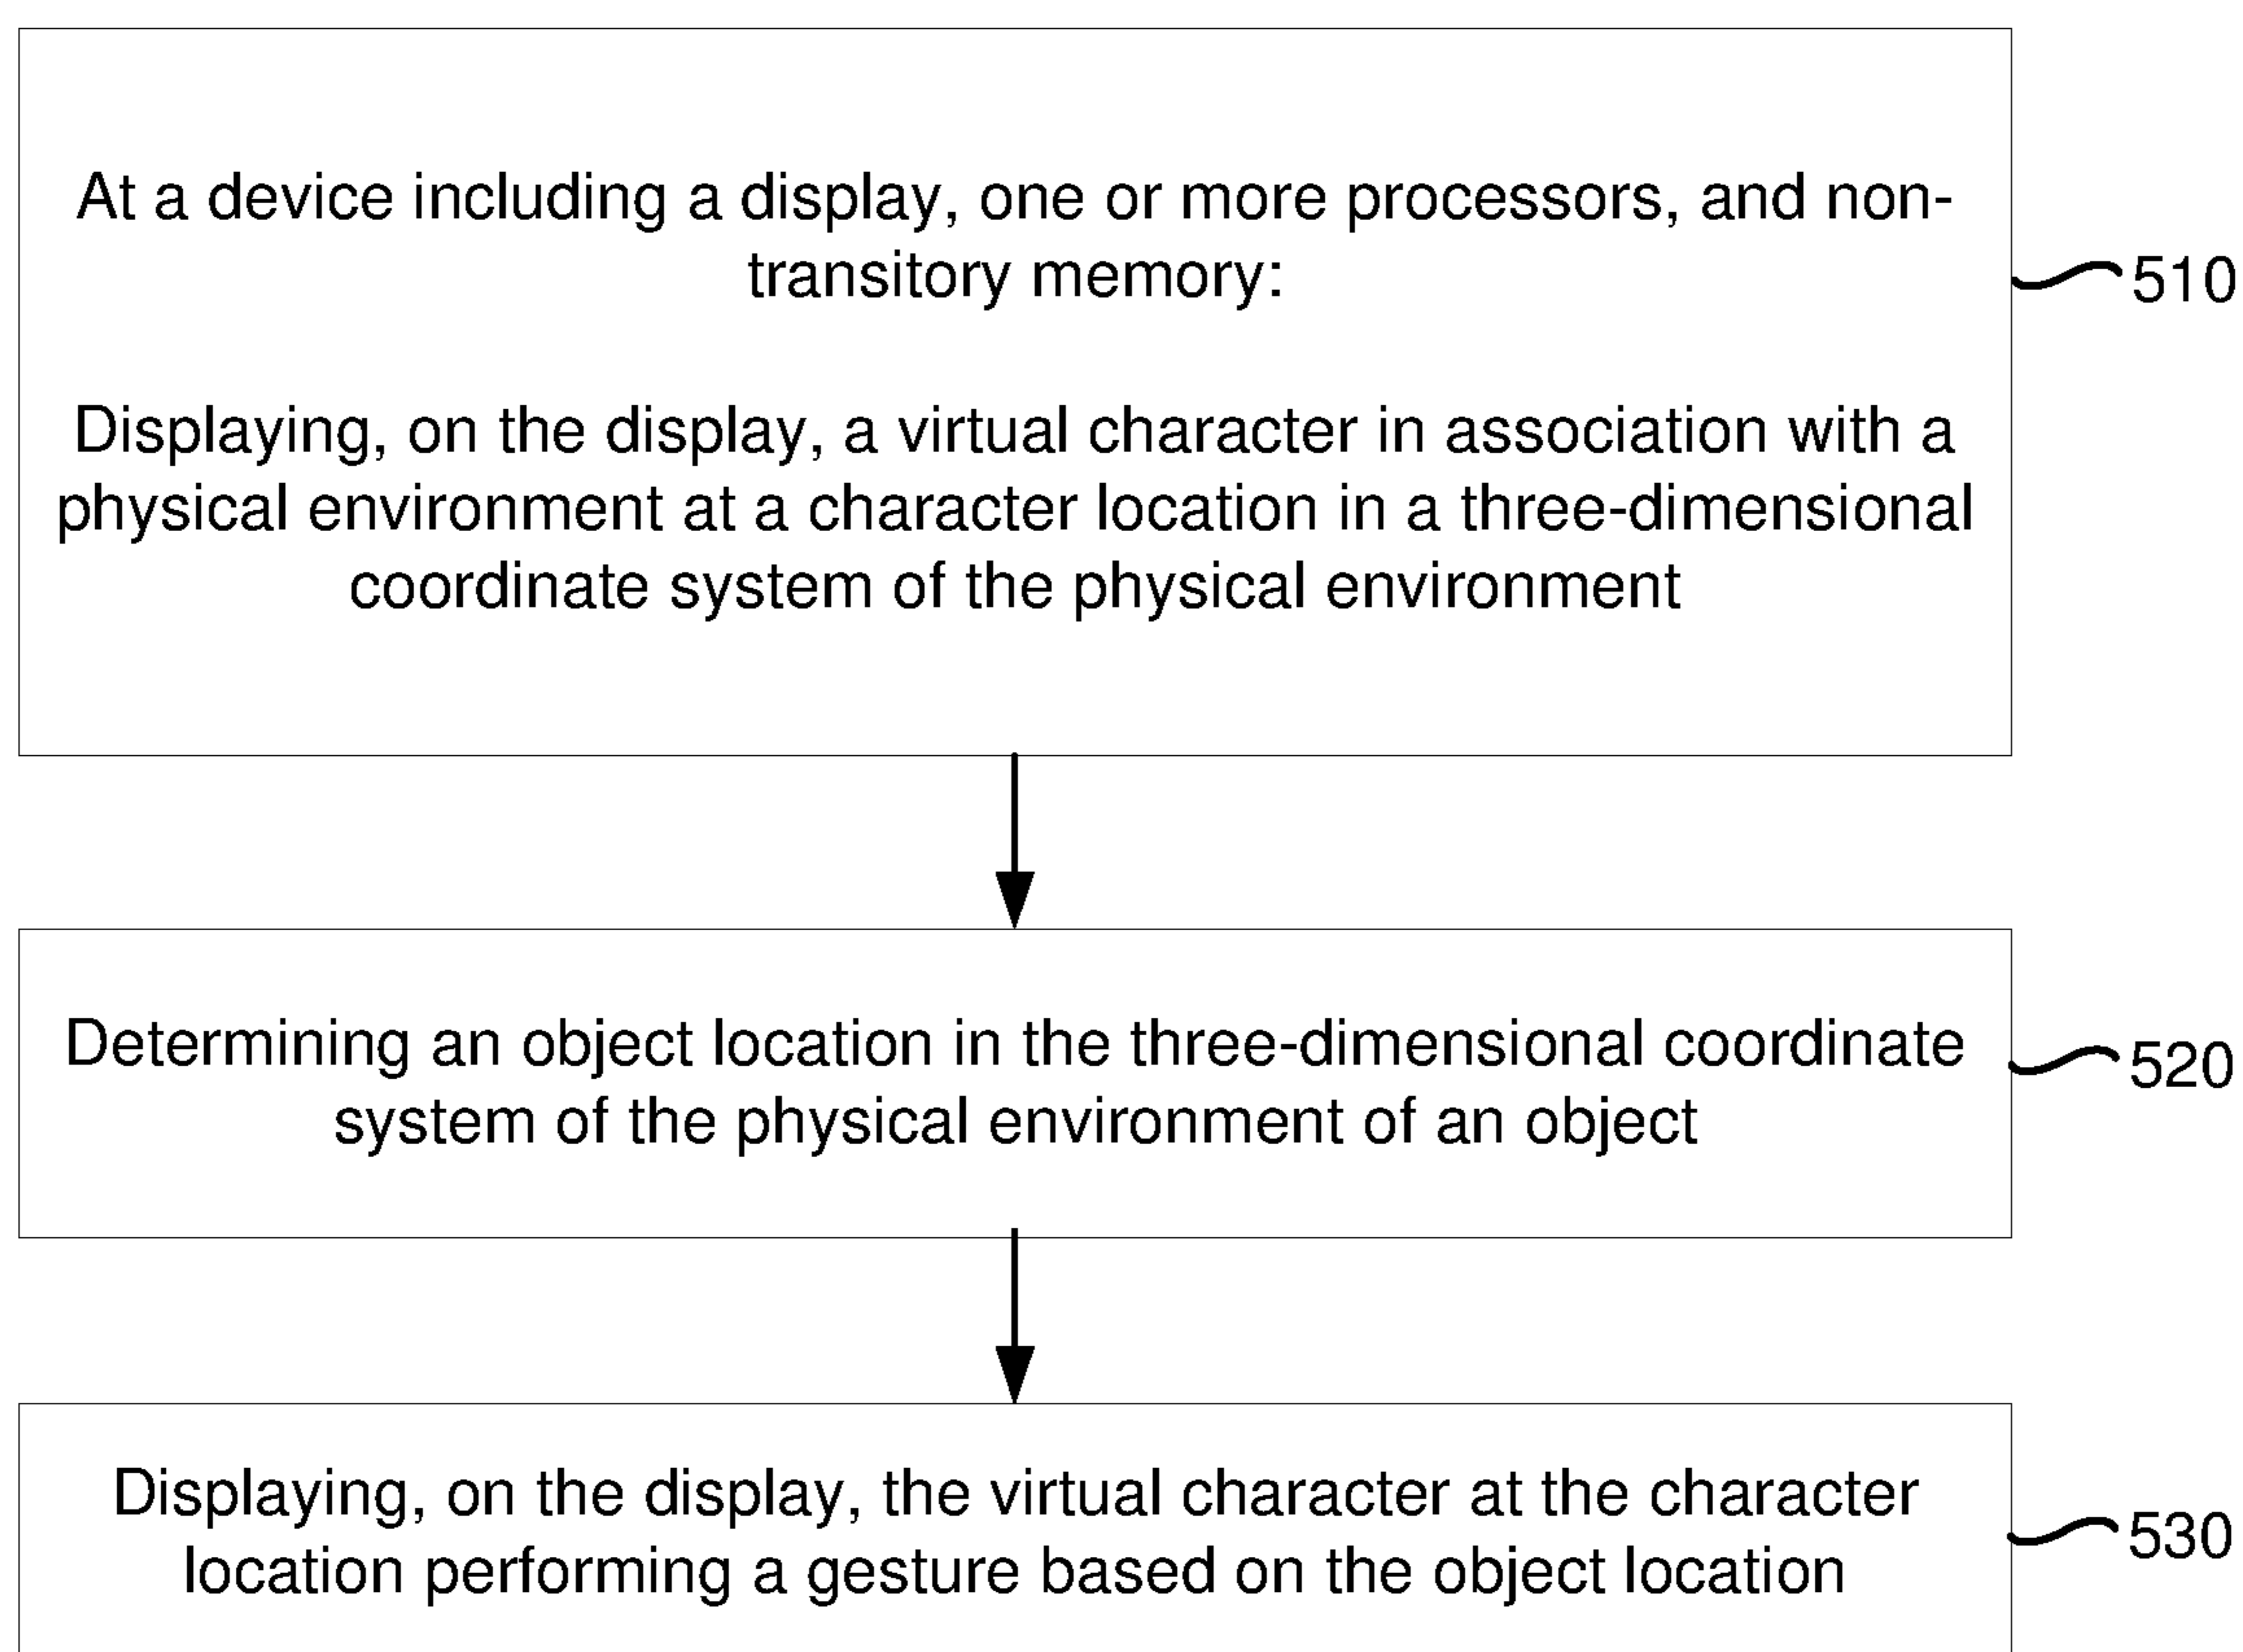 At a device including a display, one or more processors, and non-
transitory memory:
510
Displaying, on the display, a virtual character in association with a
physical environment at a character location in a three-dimensional
coordinate system of the physical environment
Determining an object location in the three-dimensional coordinate
system of the physical environment of an object
520
Displaying, on the display, the virtual character at the character
location performing a gesture based on the object location
530